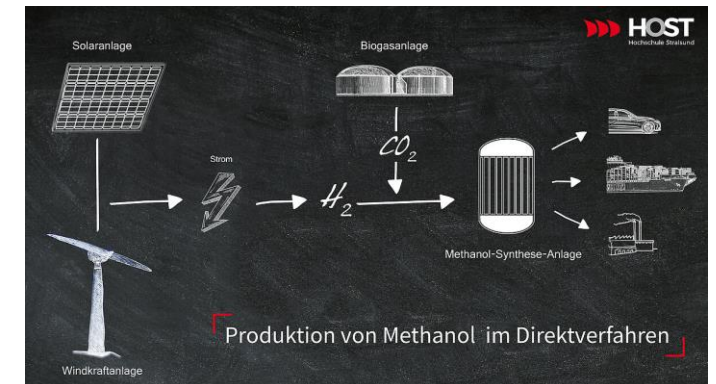 HOST
Hochschule Stralsund
Solaranlage
Biogasanlage
CO2
Strom
H2
Methanol-Synthese-Anlage
Produktion von Methanol im Direktverfahren
Windkraftanlage